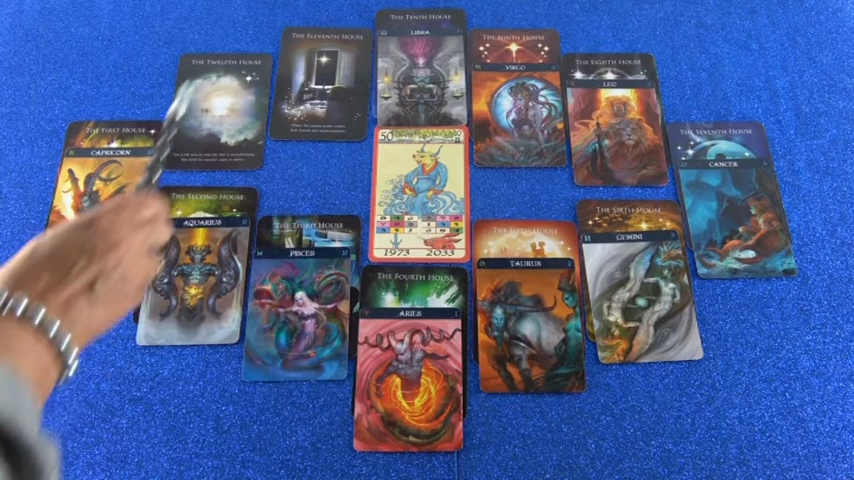 THE TENTH HOUSE
LIBRA
THE ELEVENTH HOUSE
THE NINTH HOUSE
VIRGO
THE TWELFTH HOUSE
THE EIGHTH HOUSE
LEO
THE FIRST HOUSE
CAPRICORN
THE SEVENTH HOUSE
CANCER
50
1973 2033
THE SECOND HOUSE
AQUARIUS
THE THIRD HOUSE
PISCES
THE FOURTH HOUSE
ARIES
THE FIFTH HOUSE
TAURUS
THE SIXTH HOUSE
GEMINI